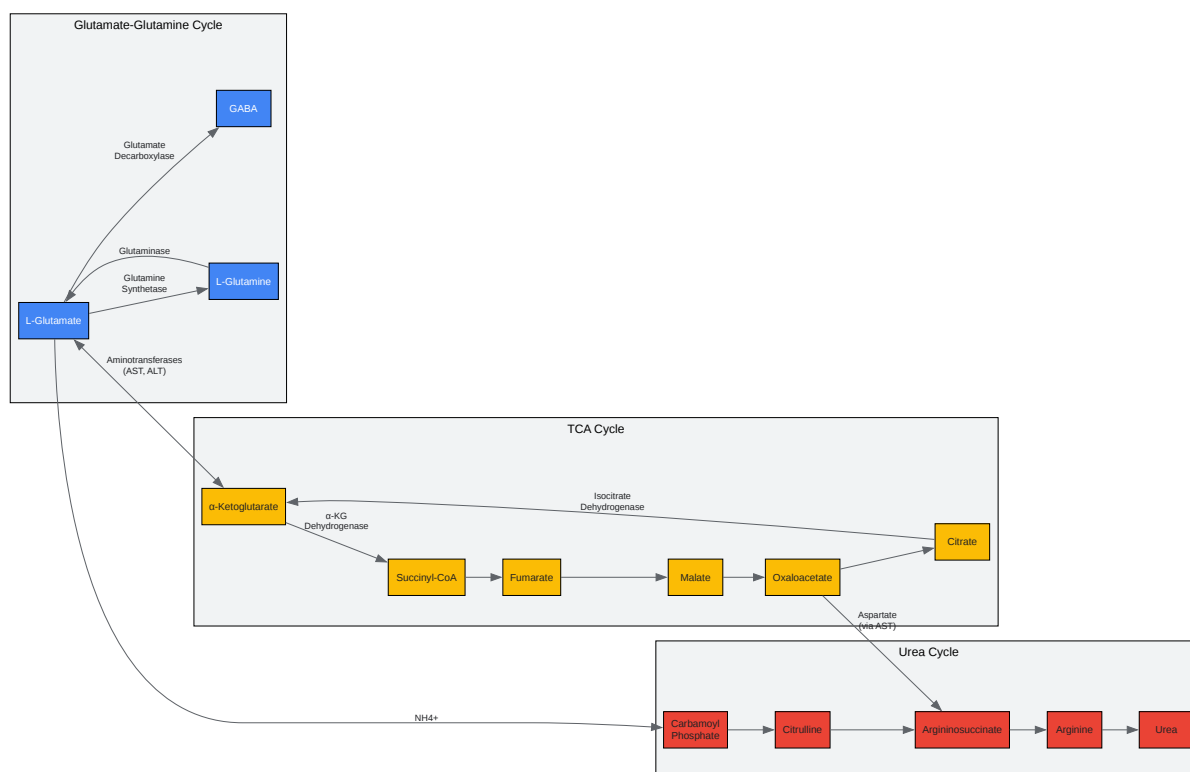 Glutamate-Glutamine Cycle
GABA
Glutamate
Decarboxylase
Glutaminase
L-Glutamine
Glutamine
Synthetase
L-Glutamate
Aminotransferases
(AST, ALT)
TCA Cycle
α-Ketoglutarate
Isocitrate
Dehydrogenase
α-KG
Dehydrogenase
Citrate
Succinyl-CoA
Fumarate
Malate
Oxaloacetate
Aspartate
(via AST)
Urea Cycle
NH4+
Carbamoyl
Phosphate
Citrulline
Argininosuccinate
Arginine
Urea